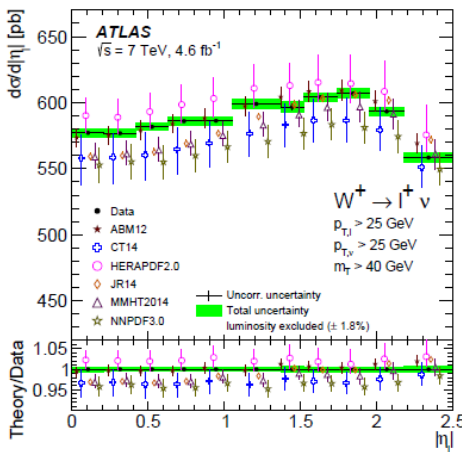 dσ/d|η| [pb]
650
600
550
500
450
ATLAS
√s = 7 TeV, 4.6 fb⁻¹
W⁺ → l⁺ ν
p_T,l > 25 GeV
p_T,ν > 25 GeV
m_T > 40 GeV
Data
ABM12
CT14
HERAPDF2.0
JR14
MMHT2014
NNPDF3.0
Uncorr. uncertainty
Total uncertainty
luminosity excluded (± 1.8%)
Theory/Data
1.05
1
0.95
0 0.5 1 1.5 2 2.5
|η_l|